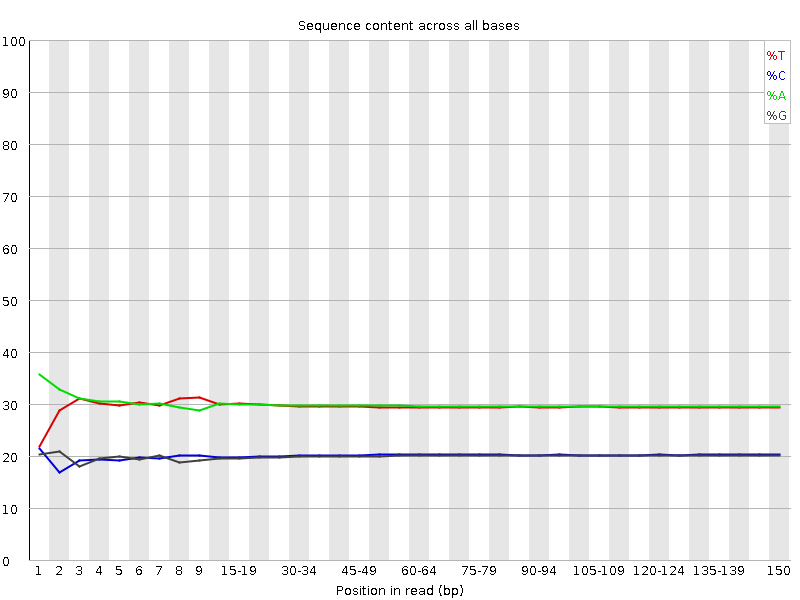 Sequence content across all bases
100
90
80
70
60
50
40
30
20
10
0
%T
%C
%A
%G
1 2 3 4 5 6 7 8 9 15-19 30-34 45-49 60-64 75-79 90-94 105-109 120-124 135-139 150
Position in read (bp)